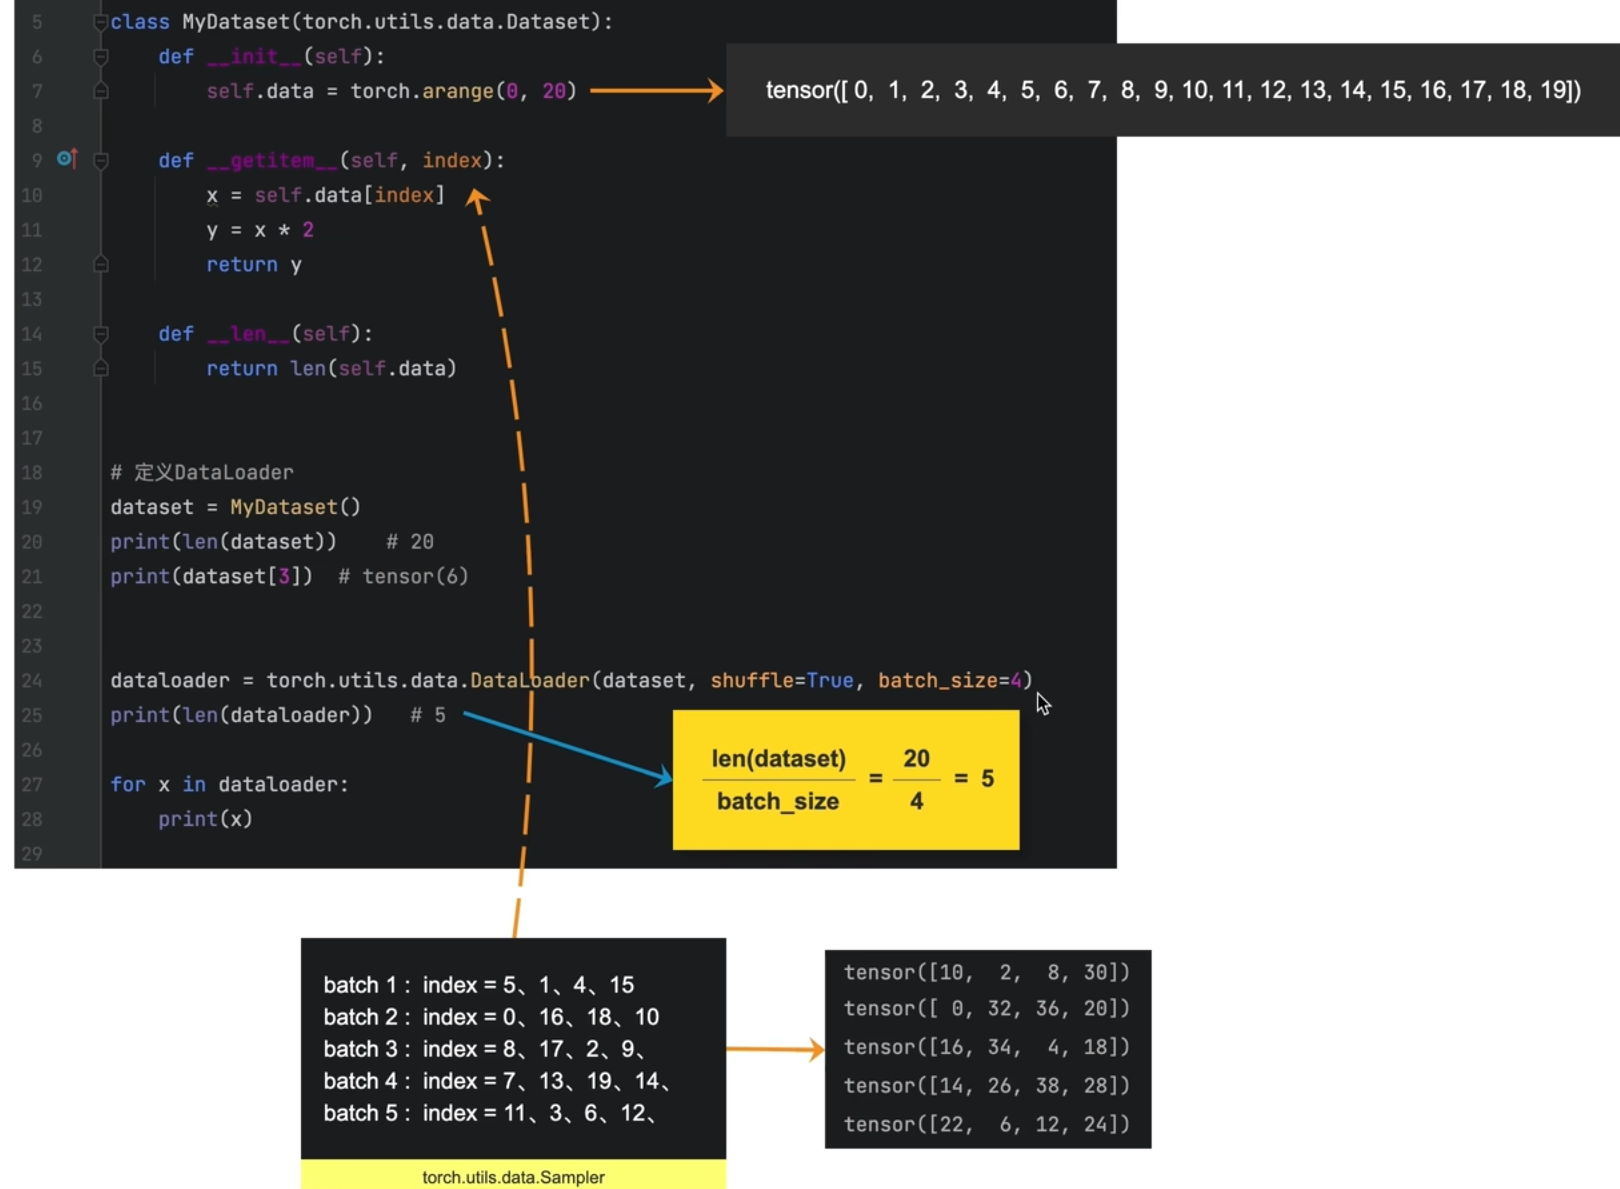 5 class MyDataset(torch.utils.data.Dataset):
6 def __init__(self):
7 self.data = torch.arange(0, 20)
tensor([ 0, 1, 2, 3, 4, 5, 6, 7, 8, 9, 10, 11, 12, 13, 14, 15, 16, 17, 18, 19])
8
9 def __getitem__(self, index):
10 x = self.data[index]
11 y = x * 2
12 return y
13
14 def __len__(self):
15 return len(self.data)
16
17
18 # 定义DataLoader
19 dataset = MyDataset()
20 print(len(dataset)) # 20
21 print(dataset[3]) # tensor(6)
22
23
24 dataloader = torch.utils.data.DataLoader(dataset, shuffle=True, batch_size=4)
25 print(len(dataloader)) # 5
26
27 for x in dataloader:
28 print(x)
29
len(dataset)
batch_size
=
20
4
= 5
batch 1 : index = 5、1、4、15
batch 2 : index = 0、16、18、10
batch 3 : index = 8、17、2、9、
batch 4 : index = 7、13、19、14、
batch 5 : index = 11、3、6、12、
torch.utils.data.Sampler
tensor([10, 2, 8, 30])
tensor([ 0, 32, 36, 20])
tensor([16, 34, 4, 18])
tensor([14, 26, 38, 28])
tensor([22, 6, 12, 24])